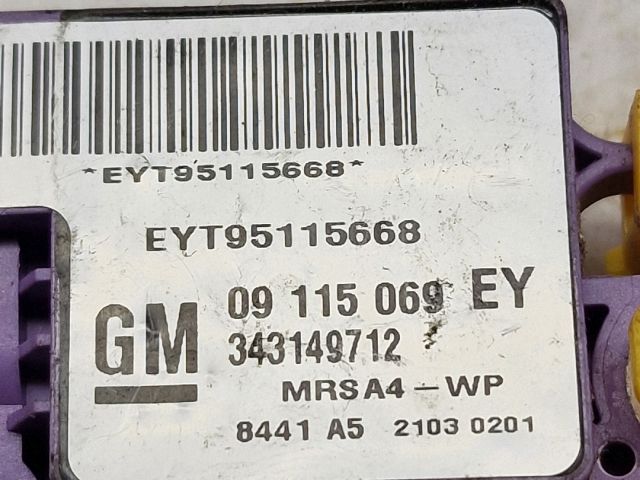 *EYT95115668*
EYT95115668
GM 09 115 069 EY
343149712
MRSA4-WP
8441 A5 2103 0201